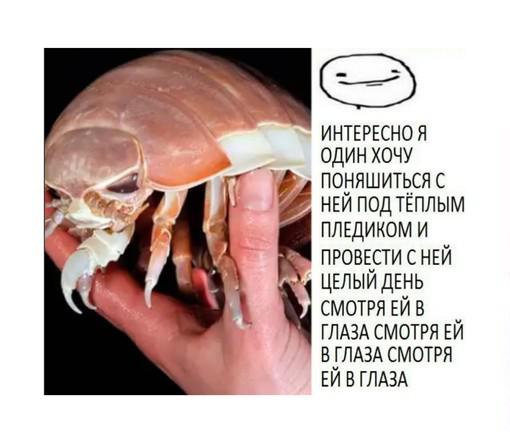 ИНТЕРЕСНО Я
ОДИН ХОЧУ
ПОНЯШИТЬСЯ С
НЕЙ ПОД ТЁПЛЫМ
ПЛЕДИКОМ И
ПРОВЕСТИ С НЕЙ
ЦЕЛЫЙ ДЕНЬ
СМОТРЯ ЕЙ В
ГЛАЗА СМОТРЯ ЕЙ
В ГЛАЗА СМОТРЯ
ЕЙ В ГЛАЗА